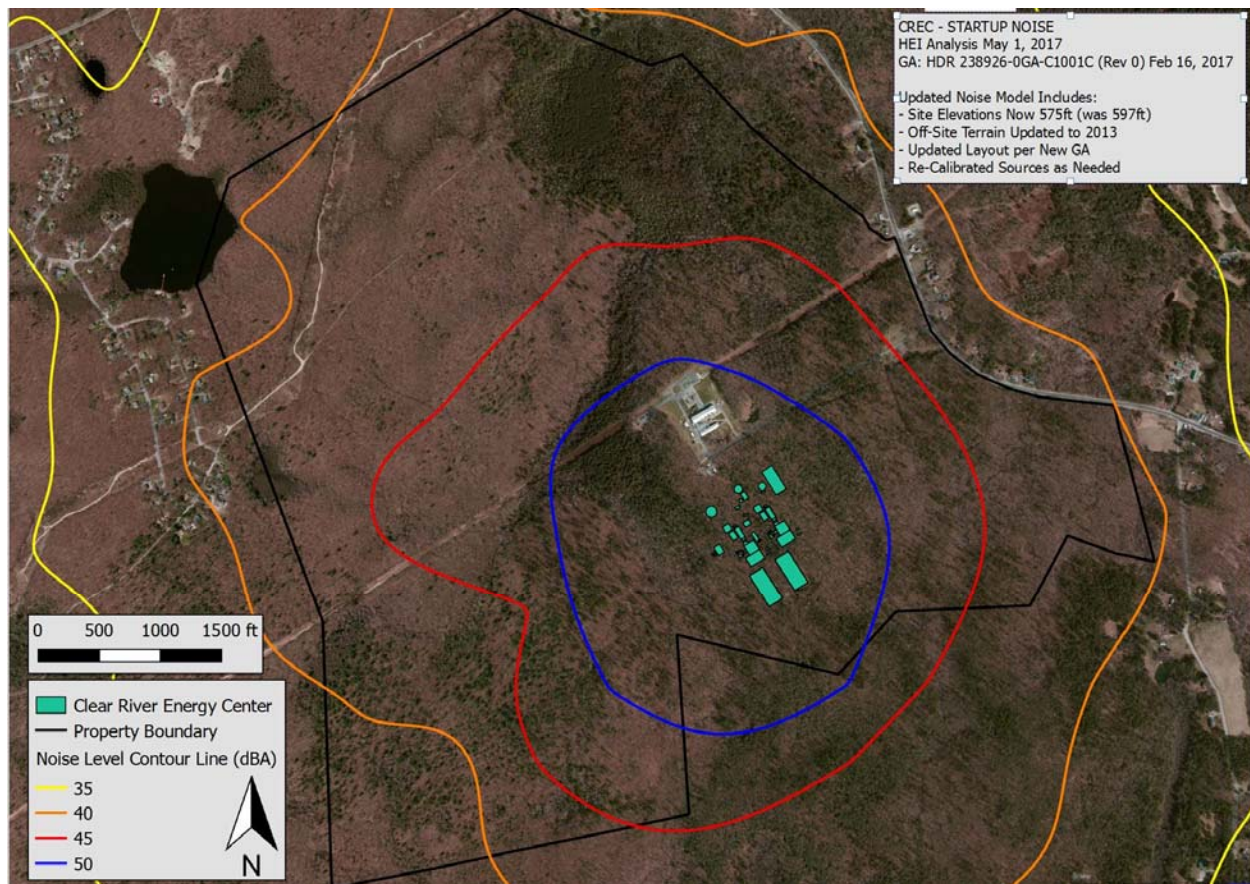 CREC - STARTUP NOISE
HEI Analysis May 1, 2017
GA: HDR 238926-0GA-C1001C (Rev 0) Feb 16, 2017
Updated Noise Model Includes:
- Site Elevations Now 575ft (was 597ft)
- Off-Site Terrain Updated to 2013
- Updated Layout per New GA
- Re-Calibrated Sources as Needed
0 500 1000 1500 ft
Clear River Energy Center
Property Boundary
Noise Level Contour Line (dBA)
35
40
45
50
N